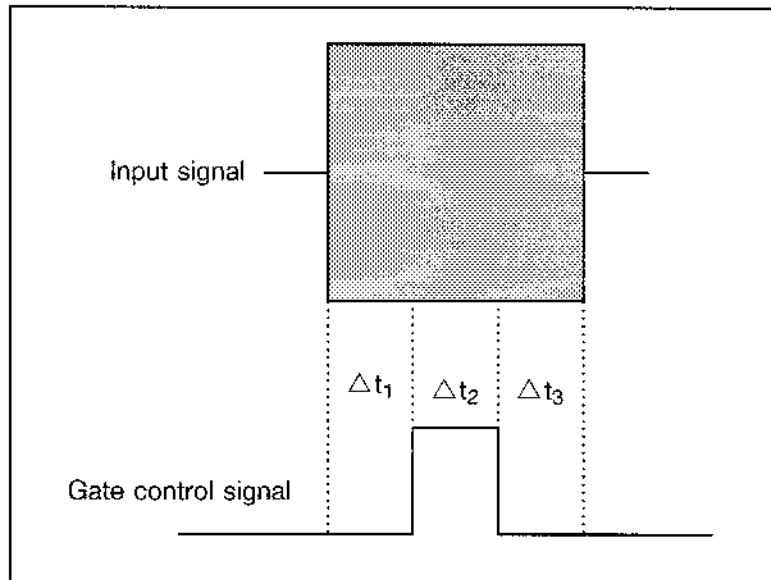 Input signal
△t₁ △t₂ △t₃
Gate control signal